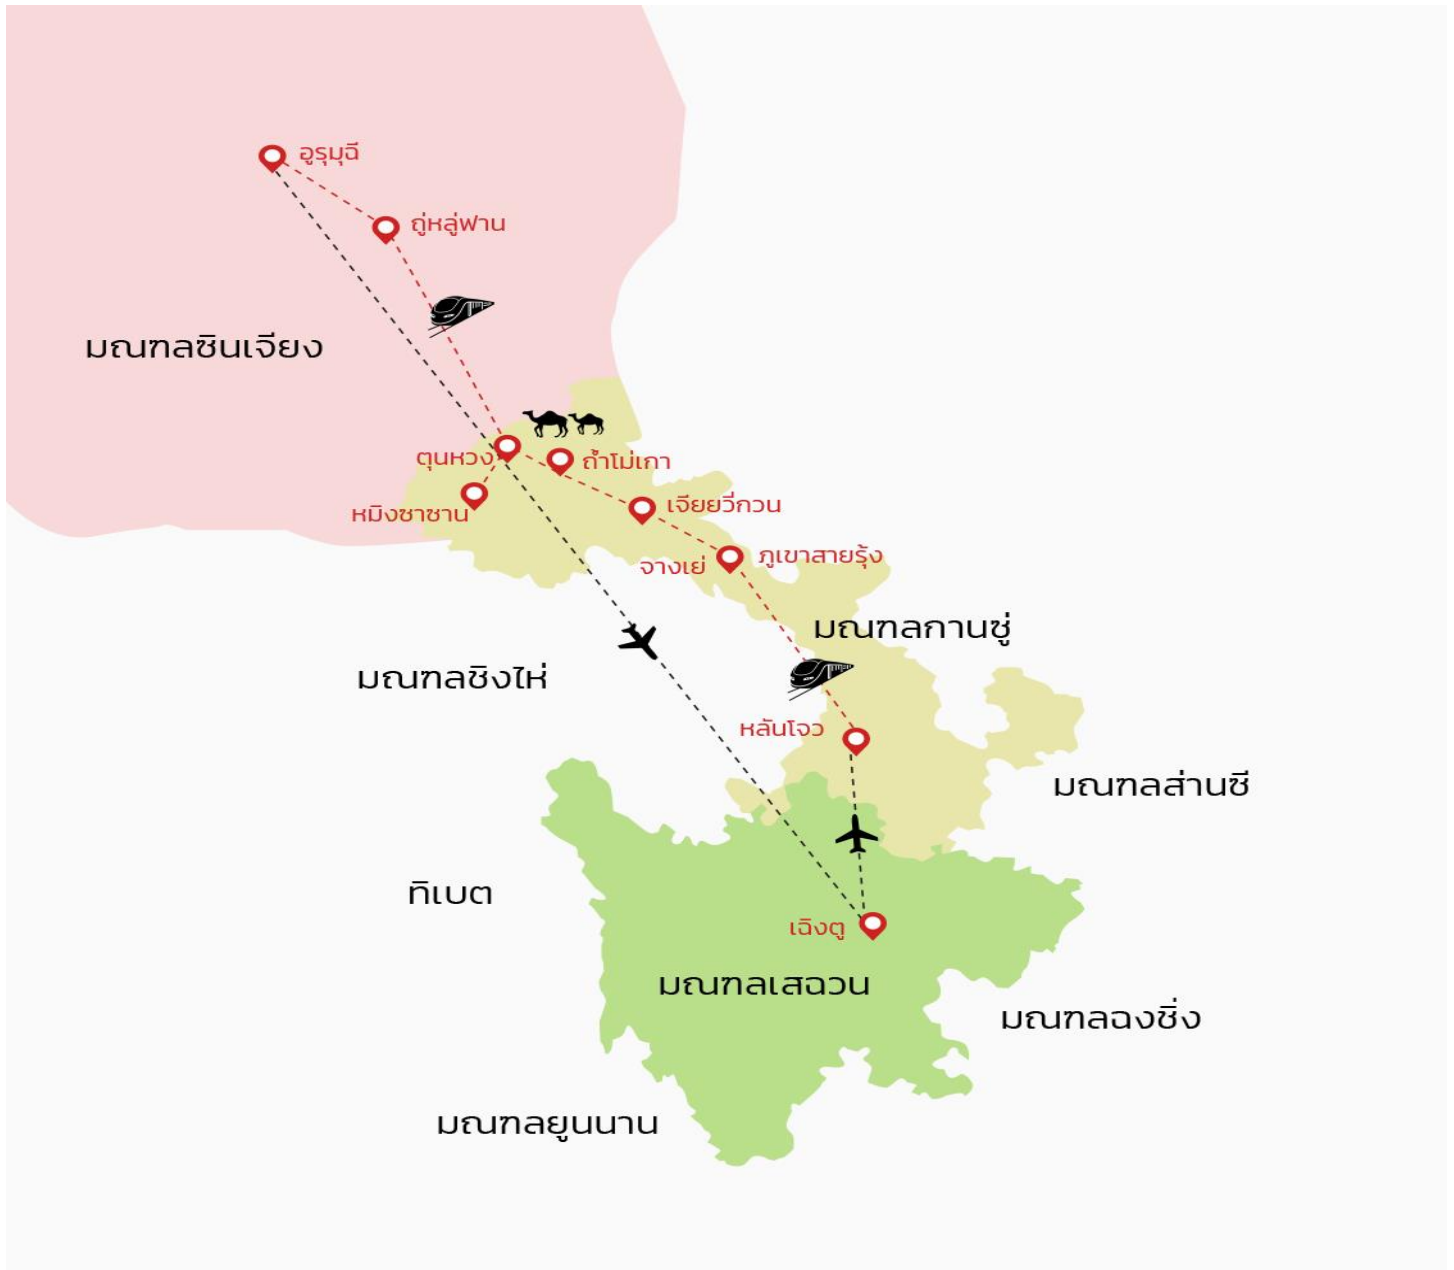 อูรุมุฉี
ถู่หลู่ฟาน
มณฑลซินเจียง
ตุนหวง
ถ้ำโม่เกา
หมิงซาซาน
เจียยวี่กวน
จางเย่
ภูเขาสายรุ้ง
มณฑลกานซู่
มณฑลชิงไห่
หลันโจว
มณฑลส่านซี
ทิเบต
เฉิงตู
มณฑลเสฉวน
มณฑลฉงชิ่ง
มณฑลยูนนาน